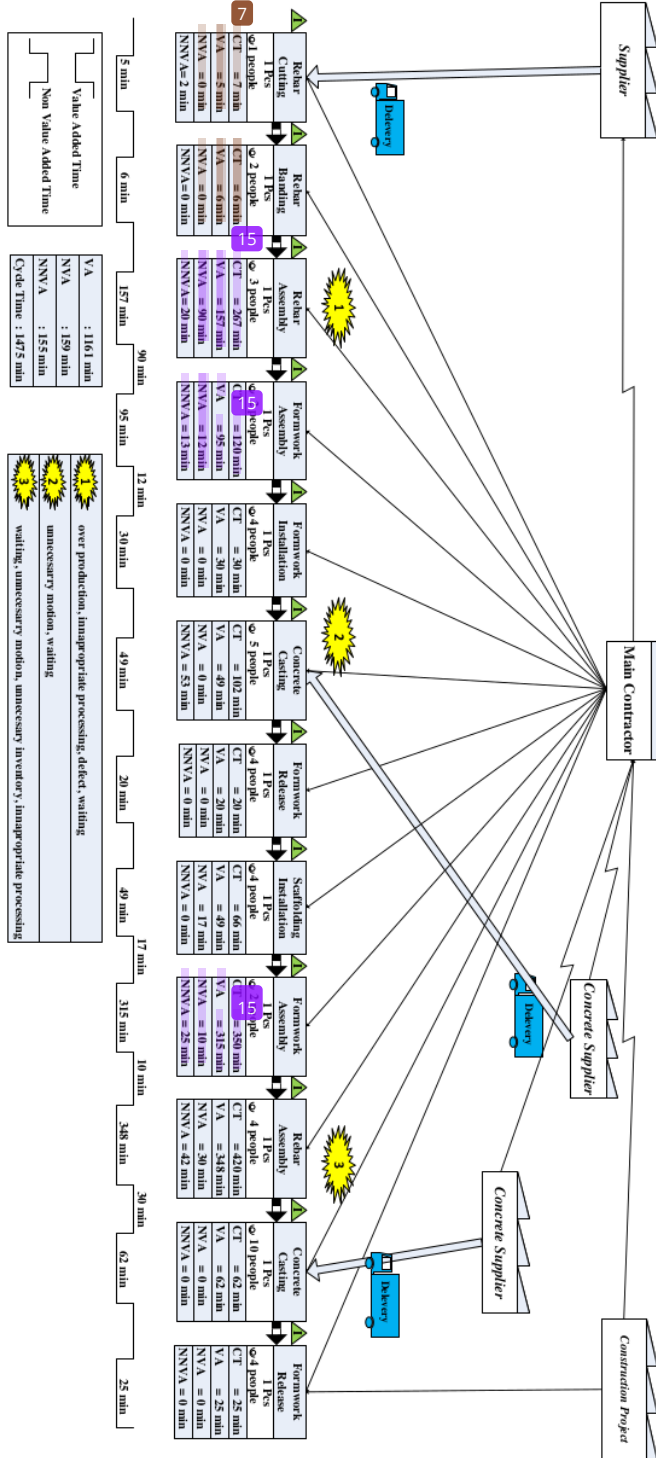 Supplier
Main Contractor
Construction Project
Concrete Supplier
Concrete Supplier
Delevery
Delevery
Delevery
1
2
3
I
Rebar
Cutting
1 Pcs
1 people
CT = 7 min
VA = 5 min
NVA = 0 min
NNVA= 2 min
7
I
Rebar
Banding
1 Pcs
2 people
CT = 6 min
VA = 6 min
NVA = 0 min
NNVA= 0 min
I
Rebar
Assembly
1 Pcs
3 people
CT = 267 min
VA = 157 min
NVA = 90 min
NNVA= 20 min
15
I
Formwork
Assembly
1 Pcs
people
= 120 min
VA = 95 min
NVA = 12 min
NNVA = 13 min
15
I
Formwork
Installation
1 Pcs
4 people
CT = 30 min
VA = 30 min
NVA = 0 min
NNVA = 0 min
I
Concrete
Casting
1 Pcs
5 people
CT = 102 min
VA = 49 min
NVA = 0 min
NNVA = 53 min
I
Formwork
Release
1 Pcs
4 people
CT = 20 min
VA = 20 min
NVA = 0 min
NNVA = 0 min
I
Scaffolding
Installation
1 Pcs
4 people
CT = 66 min
VA = 49 min
NVA = 17 min
NNVA = 0 min
I
Formwork
Assembly
1 Pcs
people
= 350 min
VA = 315 min
NVA = 10 min
NNVA = 25 min
15
I
Rebar
Assembly
1 Pcs
4 people
CT = 420 min
VA = 348 min
NVA = 30 min
NNVA = 42 min
I
Concrete
Casting
1 Pcs
10 people
CT = 62 min
VA = 62 min
NVA = 0 min
NNVA = 0 min
I
Formwork
Release
1 Pcs
4 people
CT = 25 min
VA = 25 min
NVA = 0 min
NNVA = 0 min
90 min 12 min 17 min 10 min 30 min
5 min 6 min 157 min 95 min 30 min 49 min 20 min 49 min 315 min 348 min 62 min 25 min
Value Added Time
Non Value Added Time
VA : 1161 min
NVA : 159 min
NNVA : 155 min
Cycle Time : 1475 min
1 over production, innapropriate processing, defect, waiting
2 unnecesarry motion, waiting
3 waiting, unnecesarry motion, unnecesary inventory, innapropriate processing